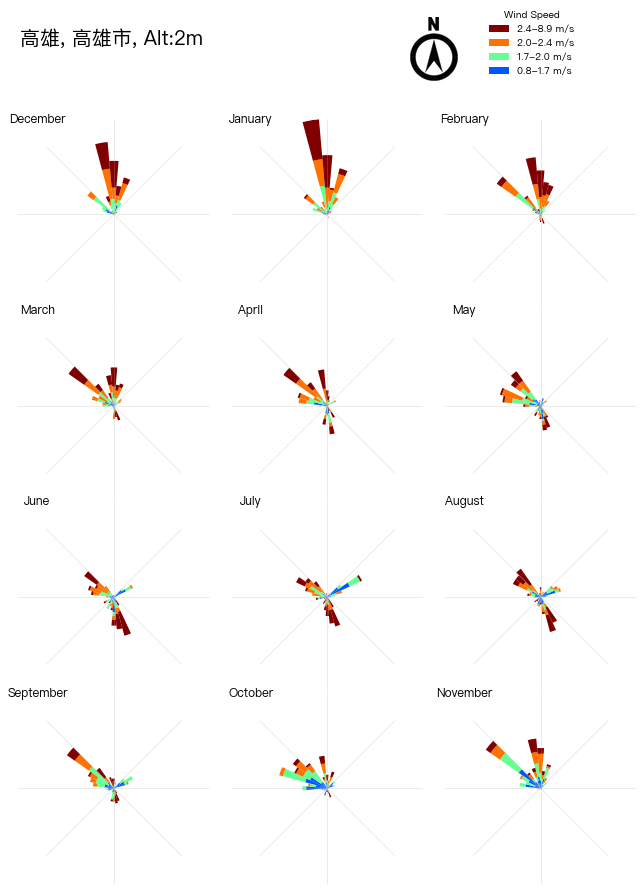 高雄, 高雄市, Alt:2m
N
Wind Speed
2.4–8.9 m/s
2.0–2.4 m/s
1.7–2.0 m/s
0.8–1.7 m/s
December
January
February
March
April
May
June
July
August
September
October
November